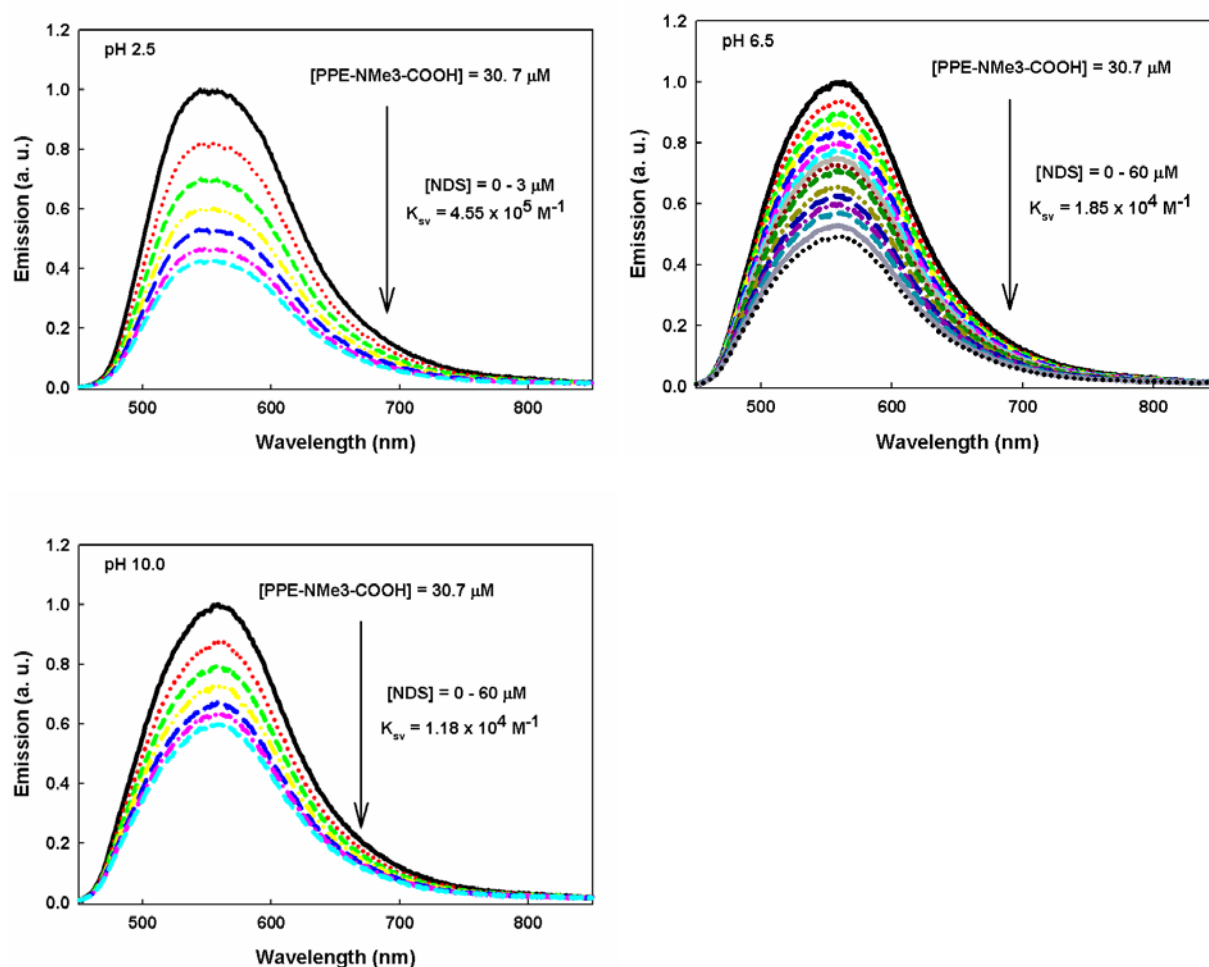 pH 2.5
[PPE-NMe3-COOH] = 30. 7 μM
[NDS] = 0 - 3 μM
Ksv = 4.55 x 10^5 M^-1
Emission (a. u.)
1.2
1.0
0.8
0.6
0.4
0.2
0.0
500 600 700 800
Wavelength (nm)
pH 6.5
[PPE-NMe3-COOH] = 30.7 μM
[NDS] = 0 - 60 μM
Ksv = 1.85 x 10^4 M^-1
Emission (a. u.)
1.2
1.0
0.8
0.6
0.4
0.2
0.0
500 600 700 800
Wavelength (nm)
pH 10.0
[PPE-NMe3-COOH] = 30.7 μM
[NDS] = 0 - 60 μM
Ksv = 1.18 x 10^4 M^-1
Emission (a. u.)
1.2
1.0
0.8
0.6
0.4
0.2
0.0
500 600 700 800
Wavelength (nm)